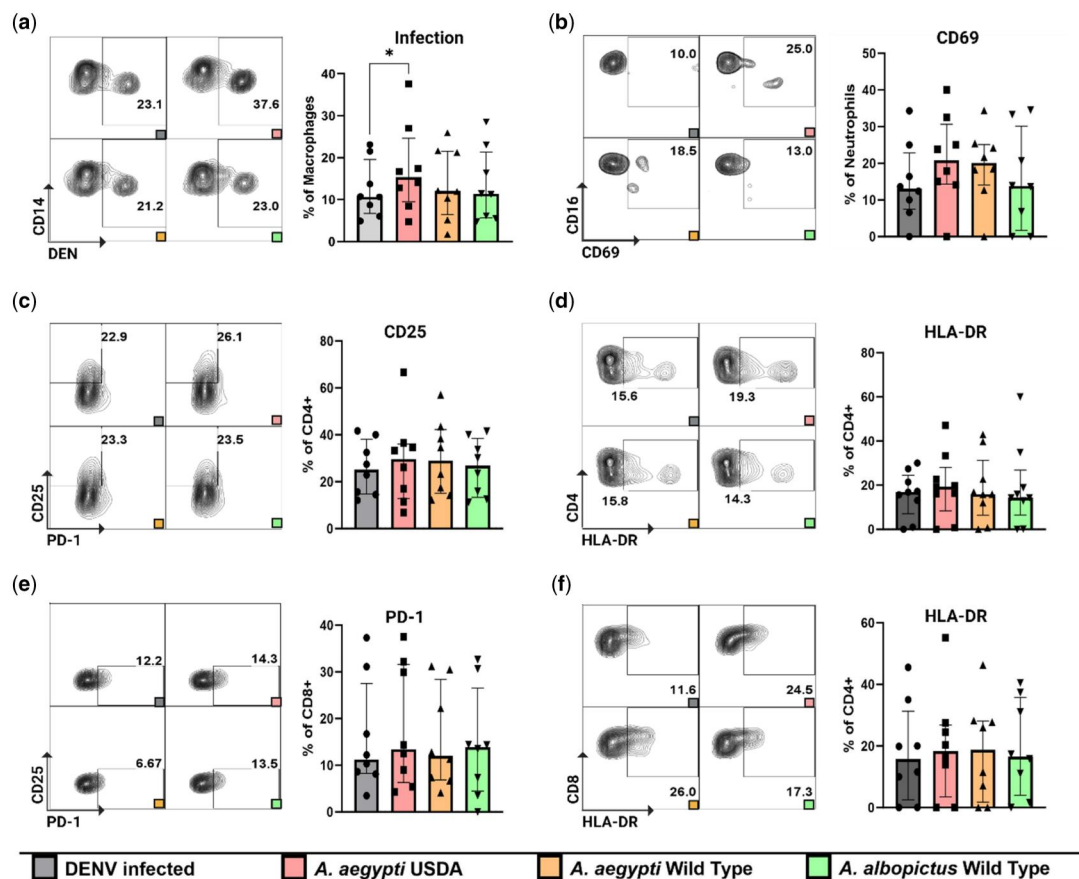 (a)
Infection
23.1
37.6
21.2
23.0
CD14
DEN
*
% of Macrophages
40
30
20
10
0
(b)
CD69
10.0
25.0
18.5
13.0
CD16
CD69
% of Neutrophils
50
40
30
20
10
0
(c)
CD25
22.9
26.1
23.3
23.5
CD25
PD-1
% of CD4+
80
60
40
20
0
(d)
HLA-DR
15.6
19.3
15.8
14.3
CD4
HLA-DR
% of CD4+
80
60
40
20
0
(e)
PD-1
12.2
14.3
6.67
13.5
CD25
PD-1
% of CD8+
40
30
20
10
0
(f)
HLA-DR
11.6
24.5
26.0
17.3
CD8
HLA-DR
% of CD4+
60
40
20
0
DENV infected
A. aegypti USDA
A. aegypti Wild Type
A. albopictus Wild Type